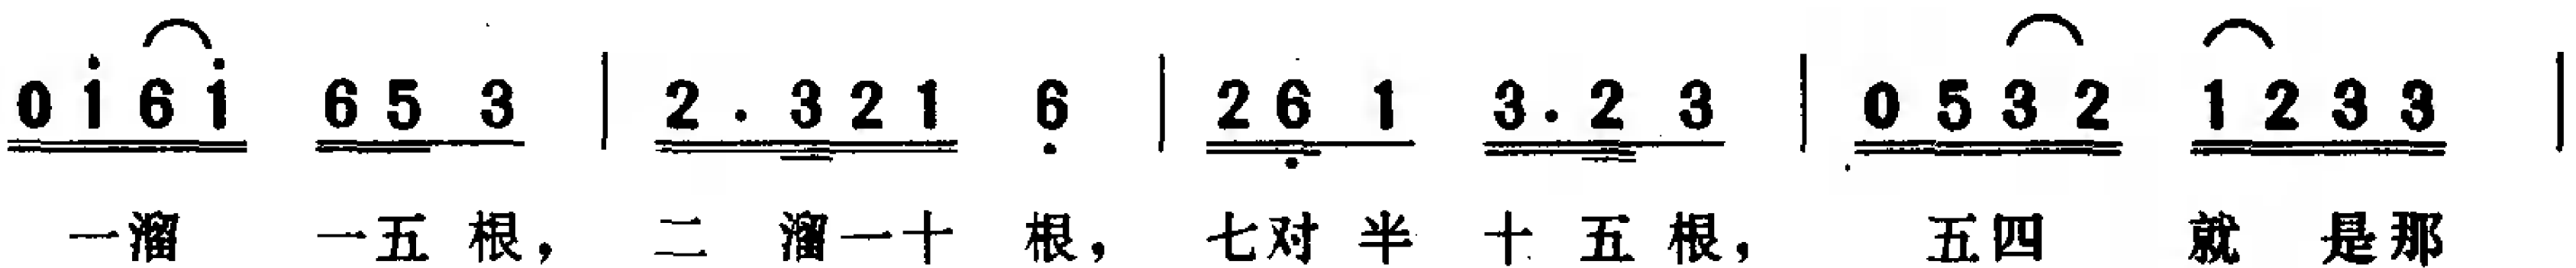 0 i 6 i 6 5 3 | 2 · 3 2 1 6 | 2 6 1 3 · 2 3 | 0 5 3 2 1 2 3 3 |
一溜 一五根, 二溜一十根, 七对半十五根, 五四就是那